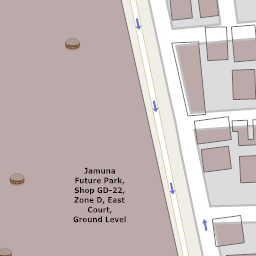 Jamuna
Future Park,
Shop GD-22,
Zone D, East
Court,
Ground Level